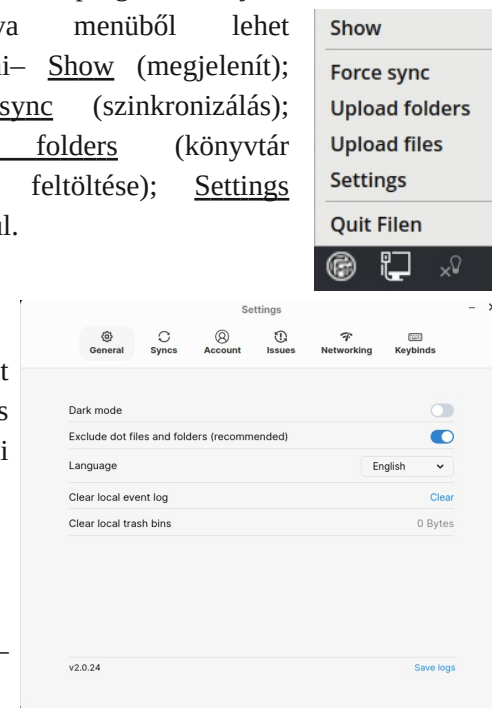 menüből lehet
Show (megjelenít);
sync (szinkronizálás);
folders (könyvtár
feltöltése); Settings
Show
Force sync
Upload folders
Upload files
Settings
Quit Filen
Settings
General Syncs Account Issues Networking Keybinds
Dark mode
Exclude dot files and folders (recommended)
Language English
Clear local event log Clear
Clear local trash bins 0 Bytes
v2.0.24 Save logs